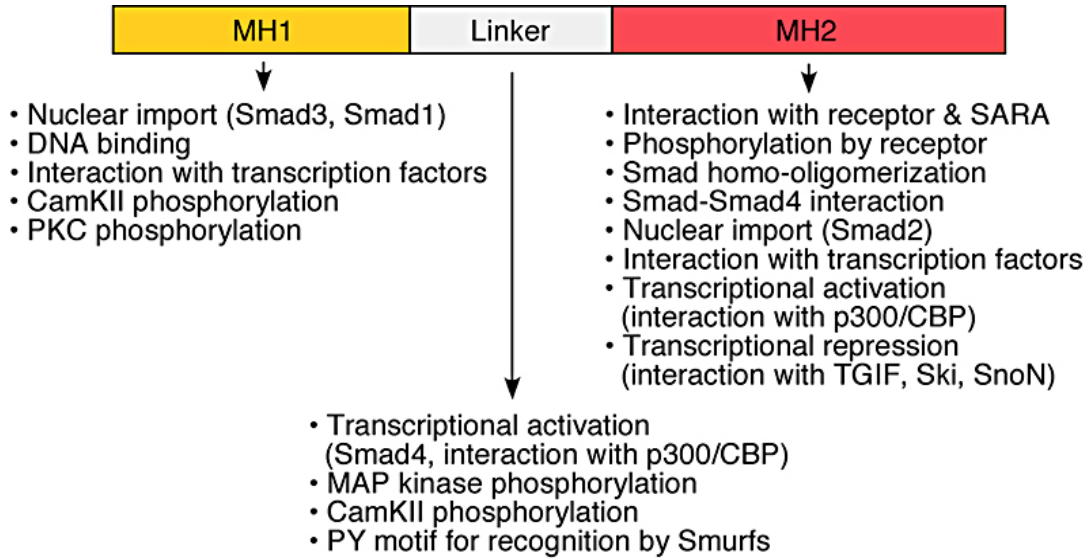 MH1
Linker
MH2
• Nuclear import (Smad3, Smad1)
• DNA binding
• Interaction with transcription factors
• CamKII phosphorylation
• PKC phosphorylation
• Interaction with receptor & SARA
• Phosphorylation by receptor
• Smad homo-oligomerization
• Smad-Smad4 interaction
• Nuclear import (Smad2)
• Interaction with transcription factors
• Transcriptional activation
(interaction with p300/CBP)
• Transcriptional repression
(interaction with TGIF, Ski, SnoN)
• Transcriptional activation
(Smad4, interaction with p300/CBP)
• MAP kinase phosphorylation
• CamKII phosphorylation
• PY motif for recognition by Smurfs